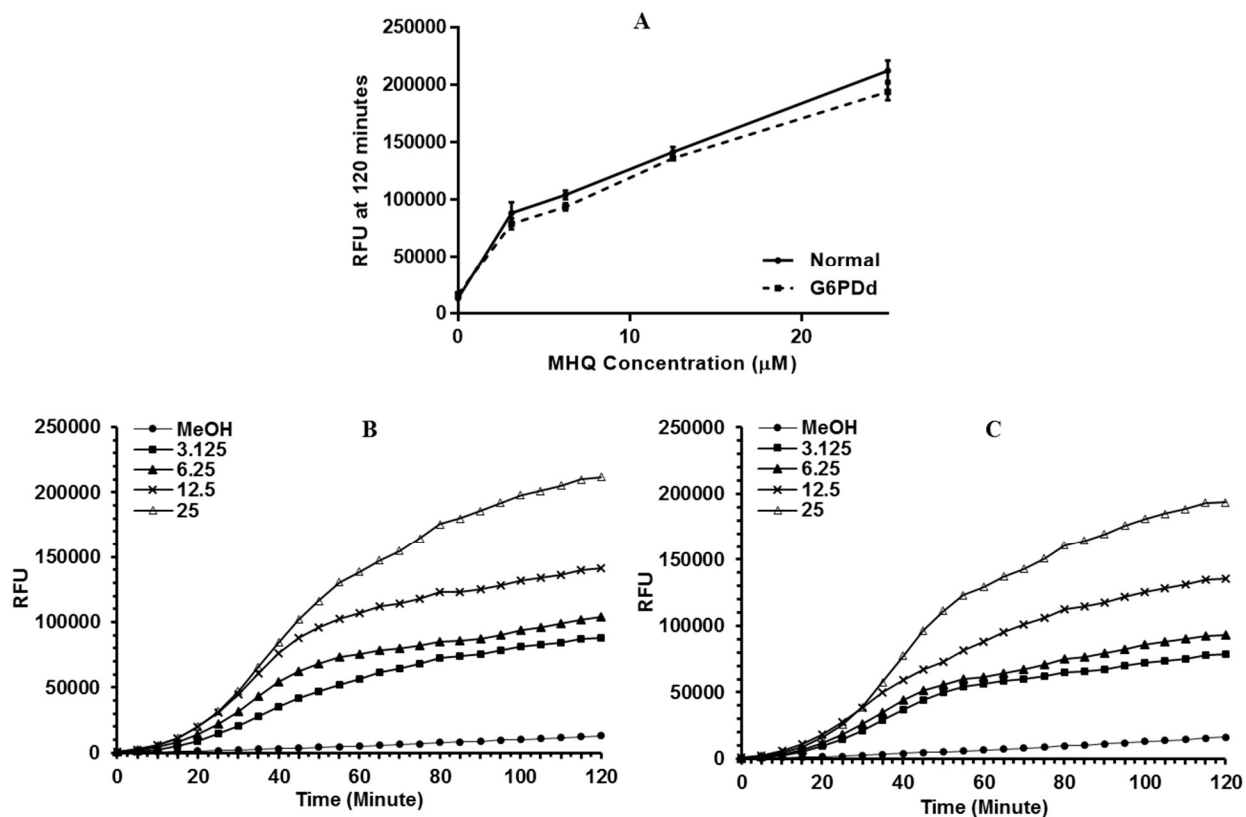 A
250000
200000
150000
100000
50000
0
RFU at 120 minutes
Normal
G6PDd
0 10 20
MHQ Concentration (μM)
B
250000
200000
150000
100000
50000
0
RFU
MeOH
3.125
6.25
12.5
25
0 20 40 60 80 100 120
Time (Minute)
C
250000
200000
150000
100000
50000
0
RFU
MeOH
3.125
6.25
12.5
25
0 20 40 60 80 100 120
Time (Minute)